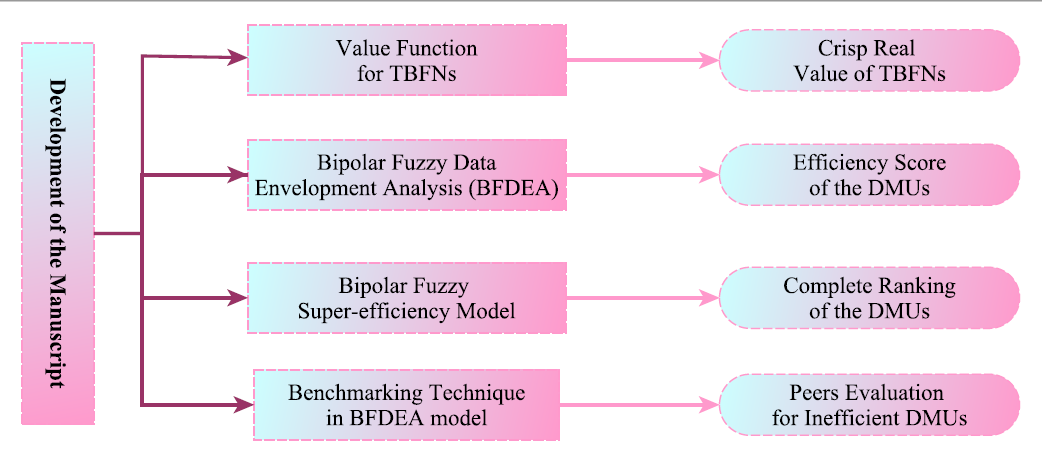 Development of the Manuscript
Value Function
for TBFNs
Crisp Real
Value of TBFNs
Bipolar Fuzzy Data
Envelopment Analysis (BFDEA)
Efficiency Score
of the DMUs
Bipolar Fuzzy
Super-efficiency Model
Complete Ranking
of the DMUs
Benchmarking Technique
in BFDEA model
Peers Evaluation
for Inefficient DMUs